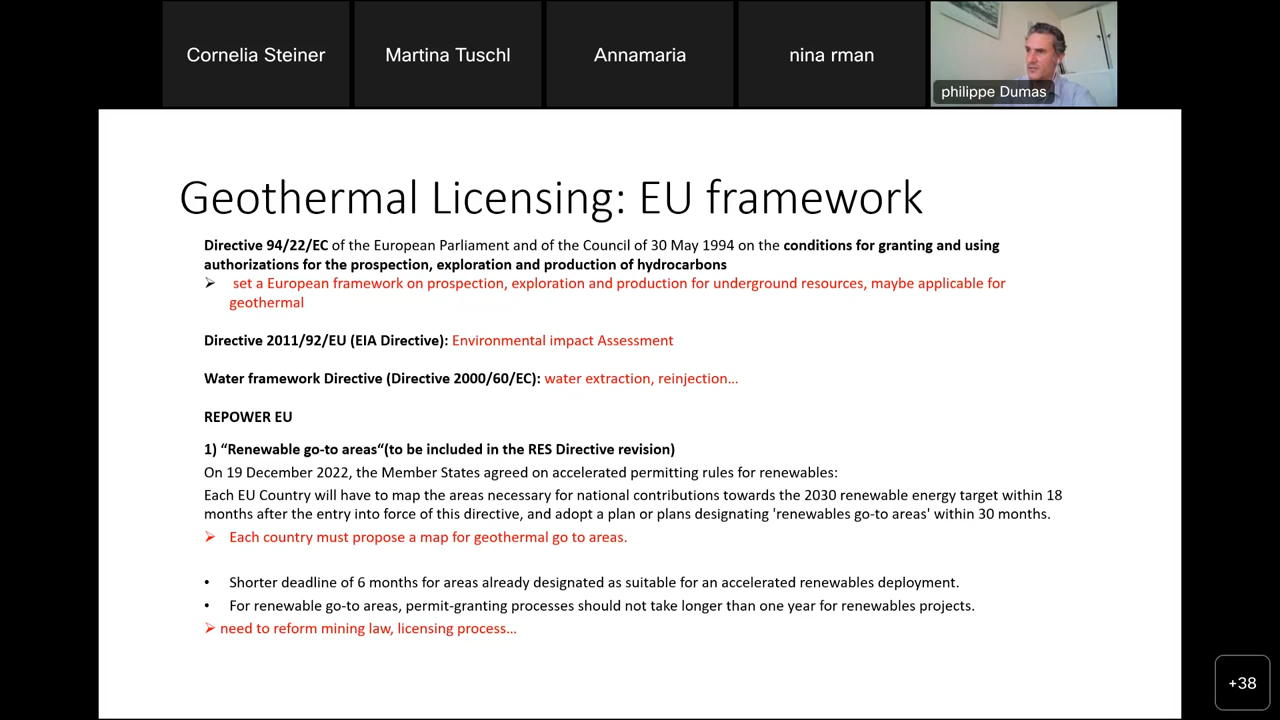 Cornelia Steiner
Martina Tuschl
Annamaria
nina rman
philippe Dumas
Geothermal Licensing: EU framework
Directive 94/22/EC of the European Parliament and of the Council of 30 May 1994 on the conditions for granting and using
authorizations for the prospection, exploration and production of hydrocarbons
➢ set a European framework on prospection, exploration and production for underground resources, maybe applicable for
geothermal
Directive 2011/92/EU (EIA Directive): Environmental impact Assessment
Water framework Directive (Directive 2000/60/EC): water extraction, reinjection…
REPOWER EU
1) “Renewable go-to areas“(to be included in the RES Directive revision)
On 19 December 2022, the Member States agreed on accelerated permitting rules for renewables:
Each EU Country will have to map the areas necessary for national contributions towards the 2030 renewable energy target within 18
months after the entry into force of this directive, and adopt a plan or plans designating 'renewables go-to areas' within 30 months.
➢ Each country must propose a map for geothermal go to areas.
• Shorter deadline of 6 months for areas already designated as suitable for an accelerated renewables deployment.
• For renewable go-to areas, permit-granting processes should not take longer than one year for renewables projects.
➢ need to reform mining law, licensing process…
+38